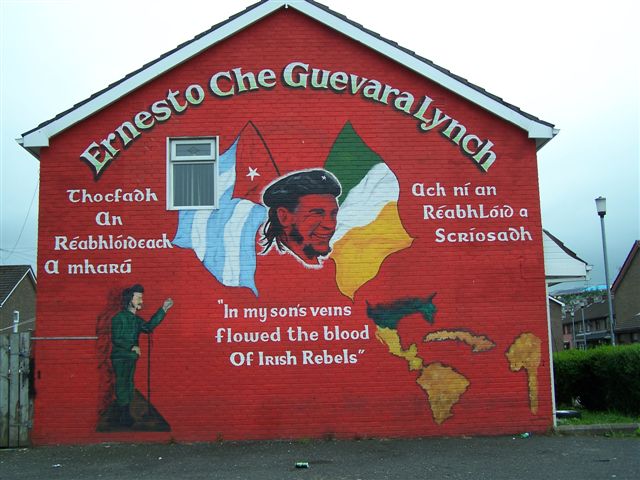 Ernesto Che Guevara Lynch
Thocfadh
An
Réabhlóideach
A mharú
Ach ní an
Réabhlóid a
Scríosadh
"In my son's veins
flowed the blood
Of Irish Rebels"